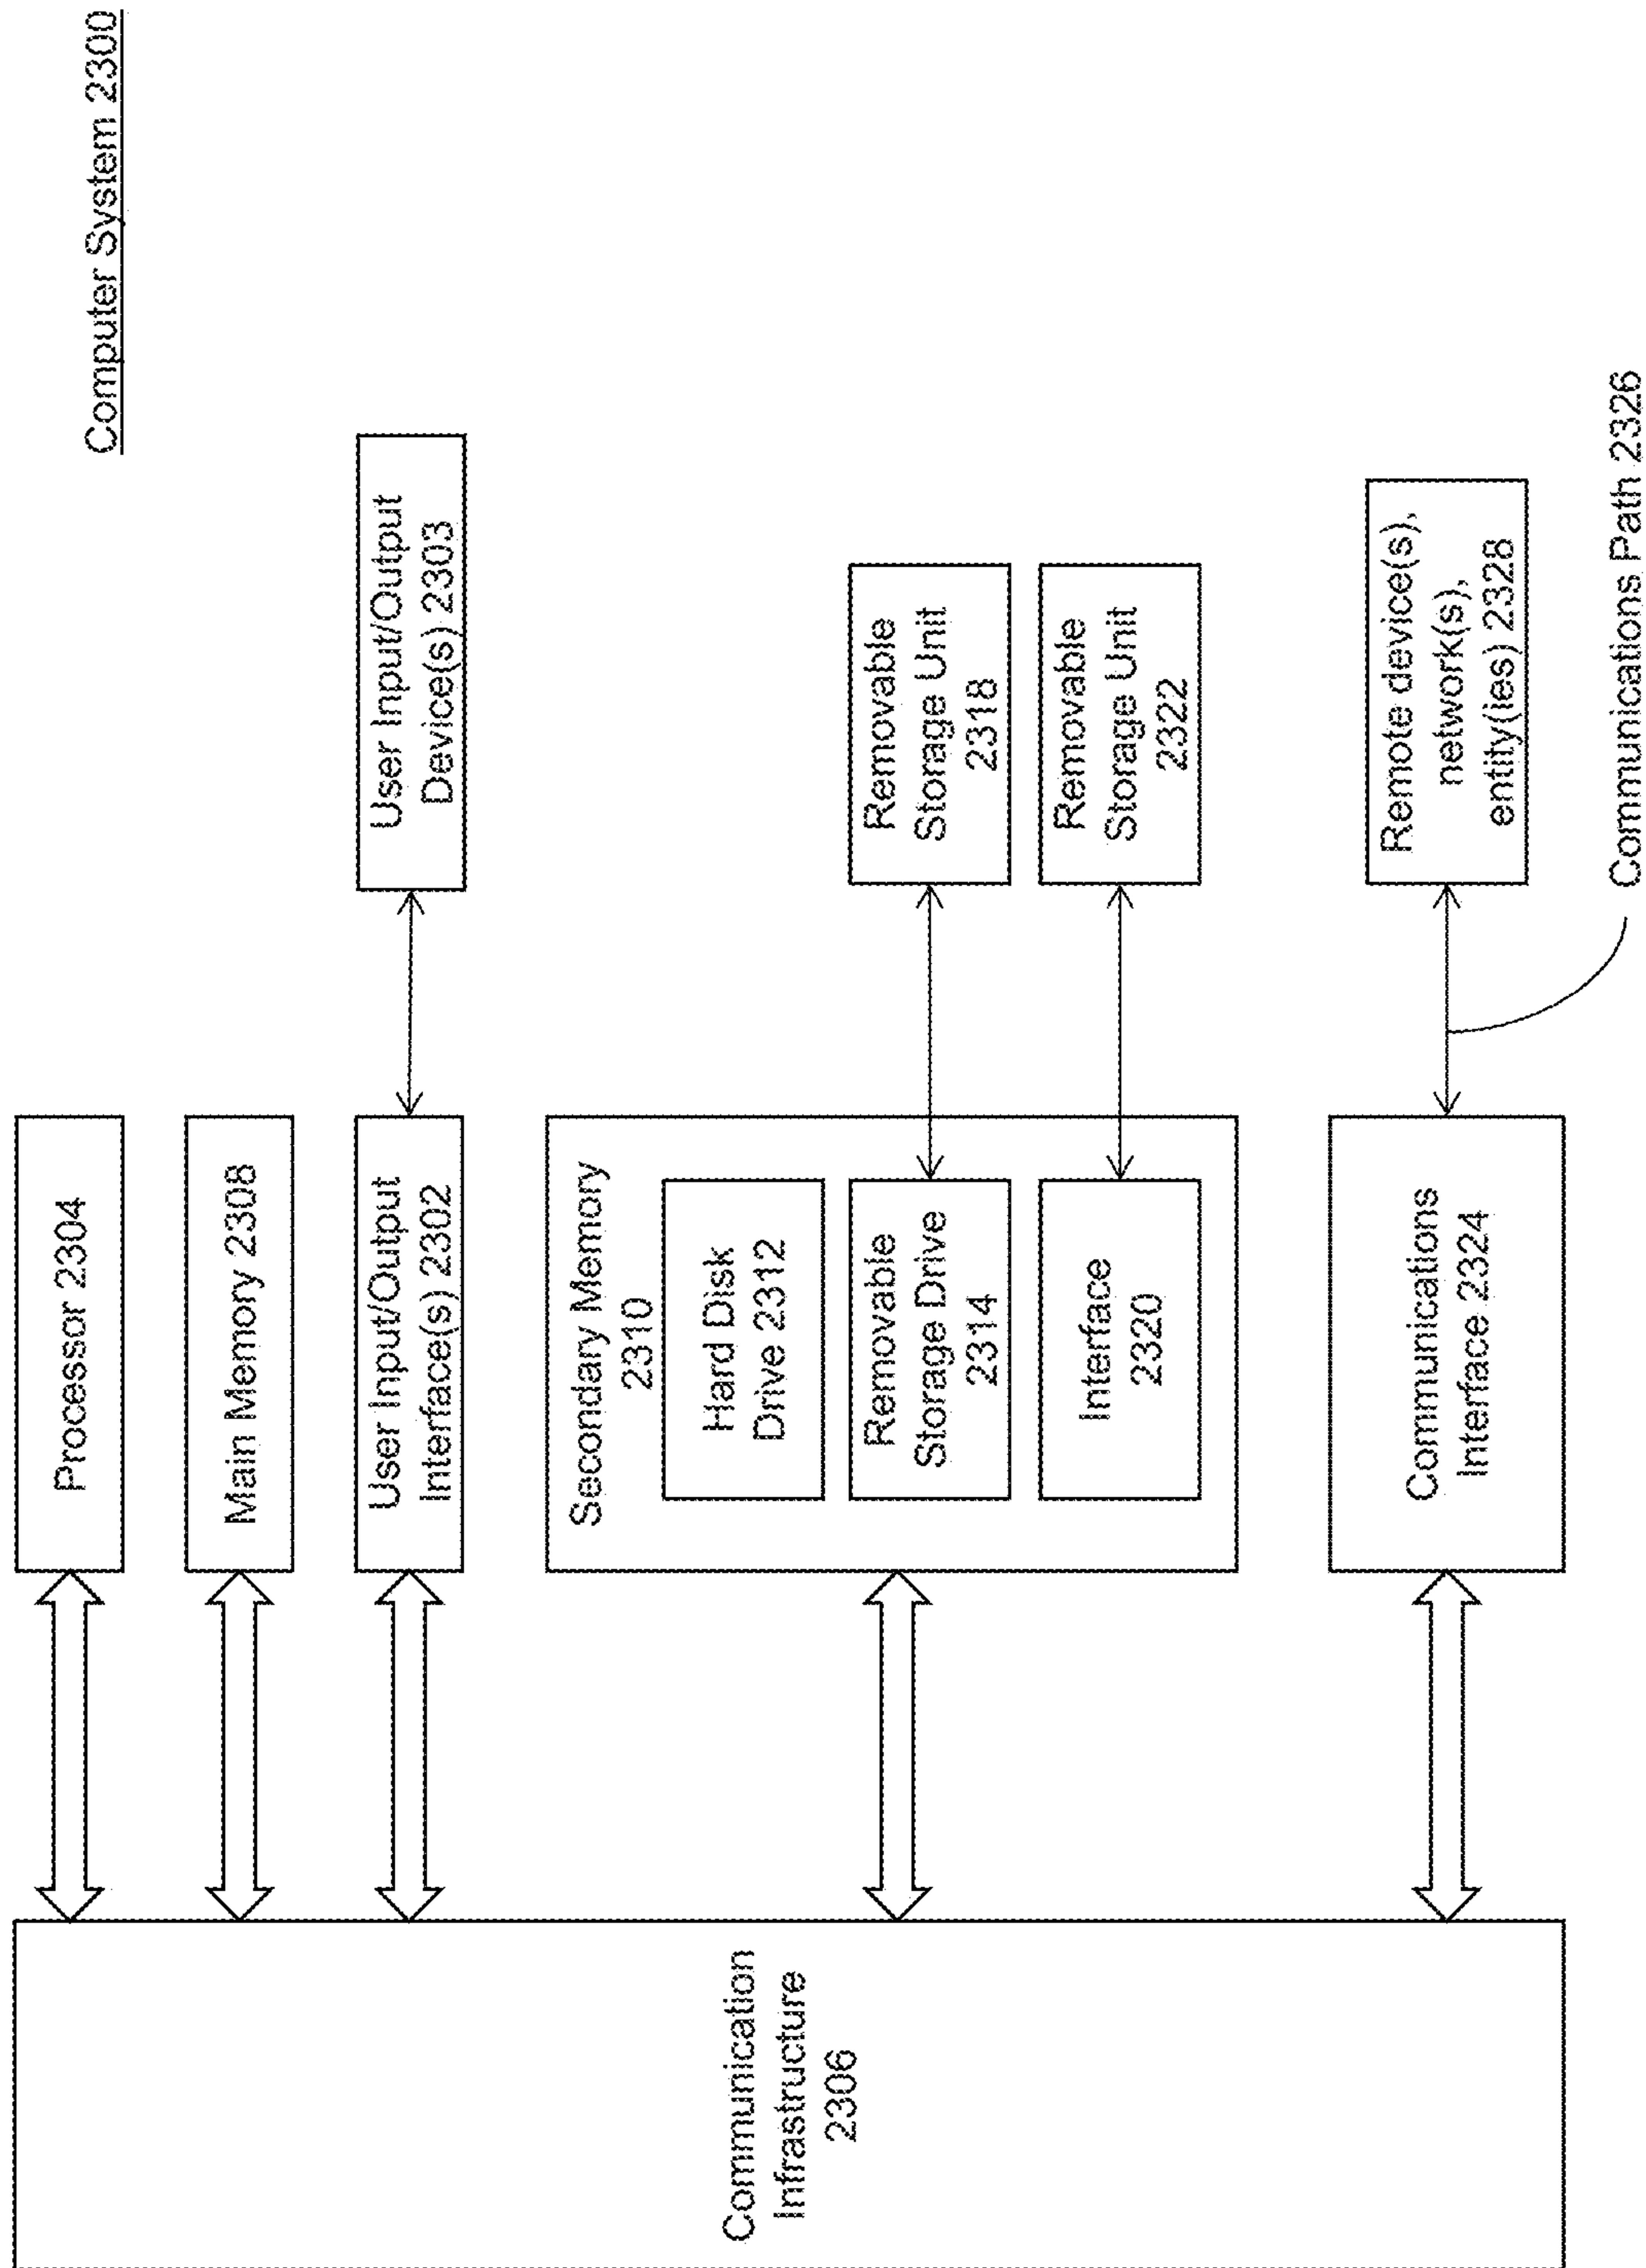 Computer System 2300
Processor 2304
Main Memory 2308
User Input/Output
Interface(s) 2302
User Input/Output
Device(s) 2303
Communication
Infrastructure
2306
Secondary Memory
2310
Hard Disk
Drive 2312
Removable
Storage Drive
2314
Removable
Storage Unit
2318
Interface
2320
Removable
Storage Unit
2322
Communications
Interface 2324
Remote device(s),
network(s),
entity(ies) 2328
Communications Path 2326